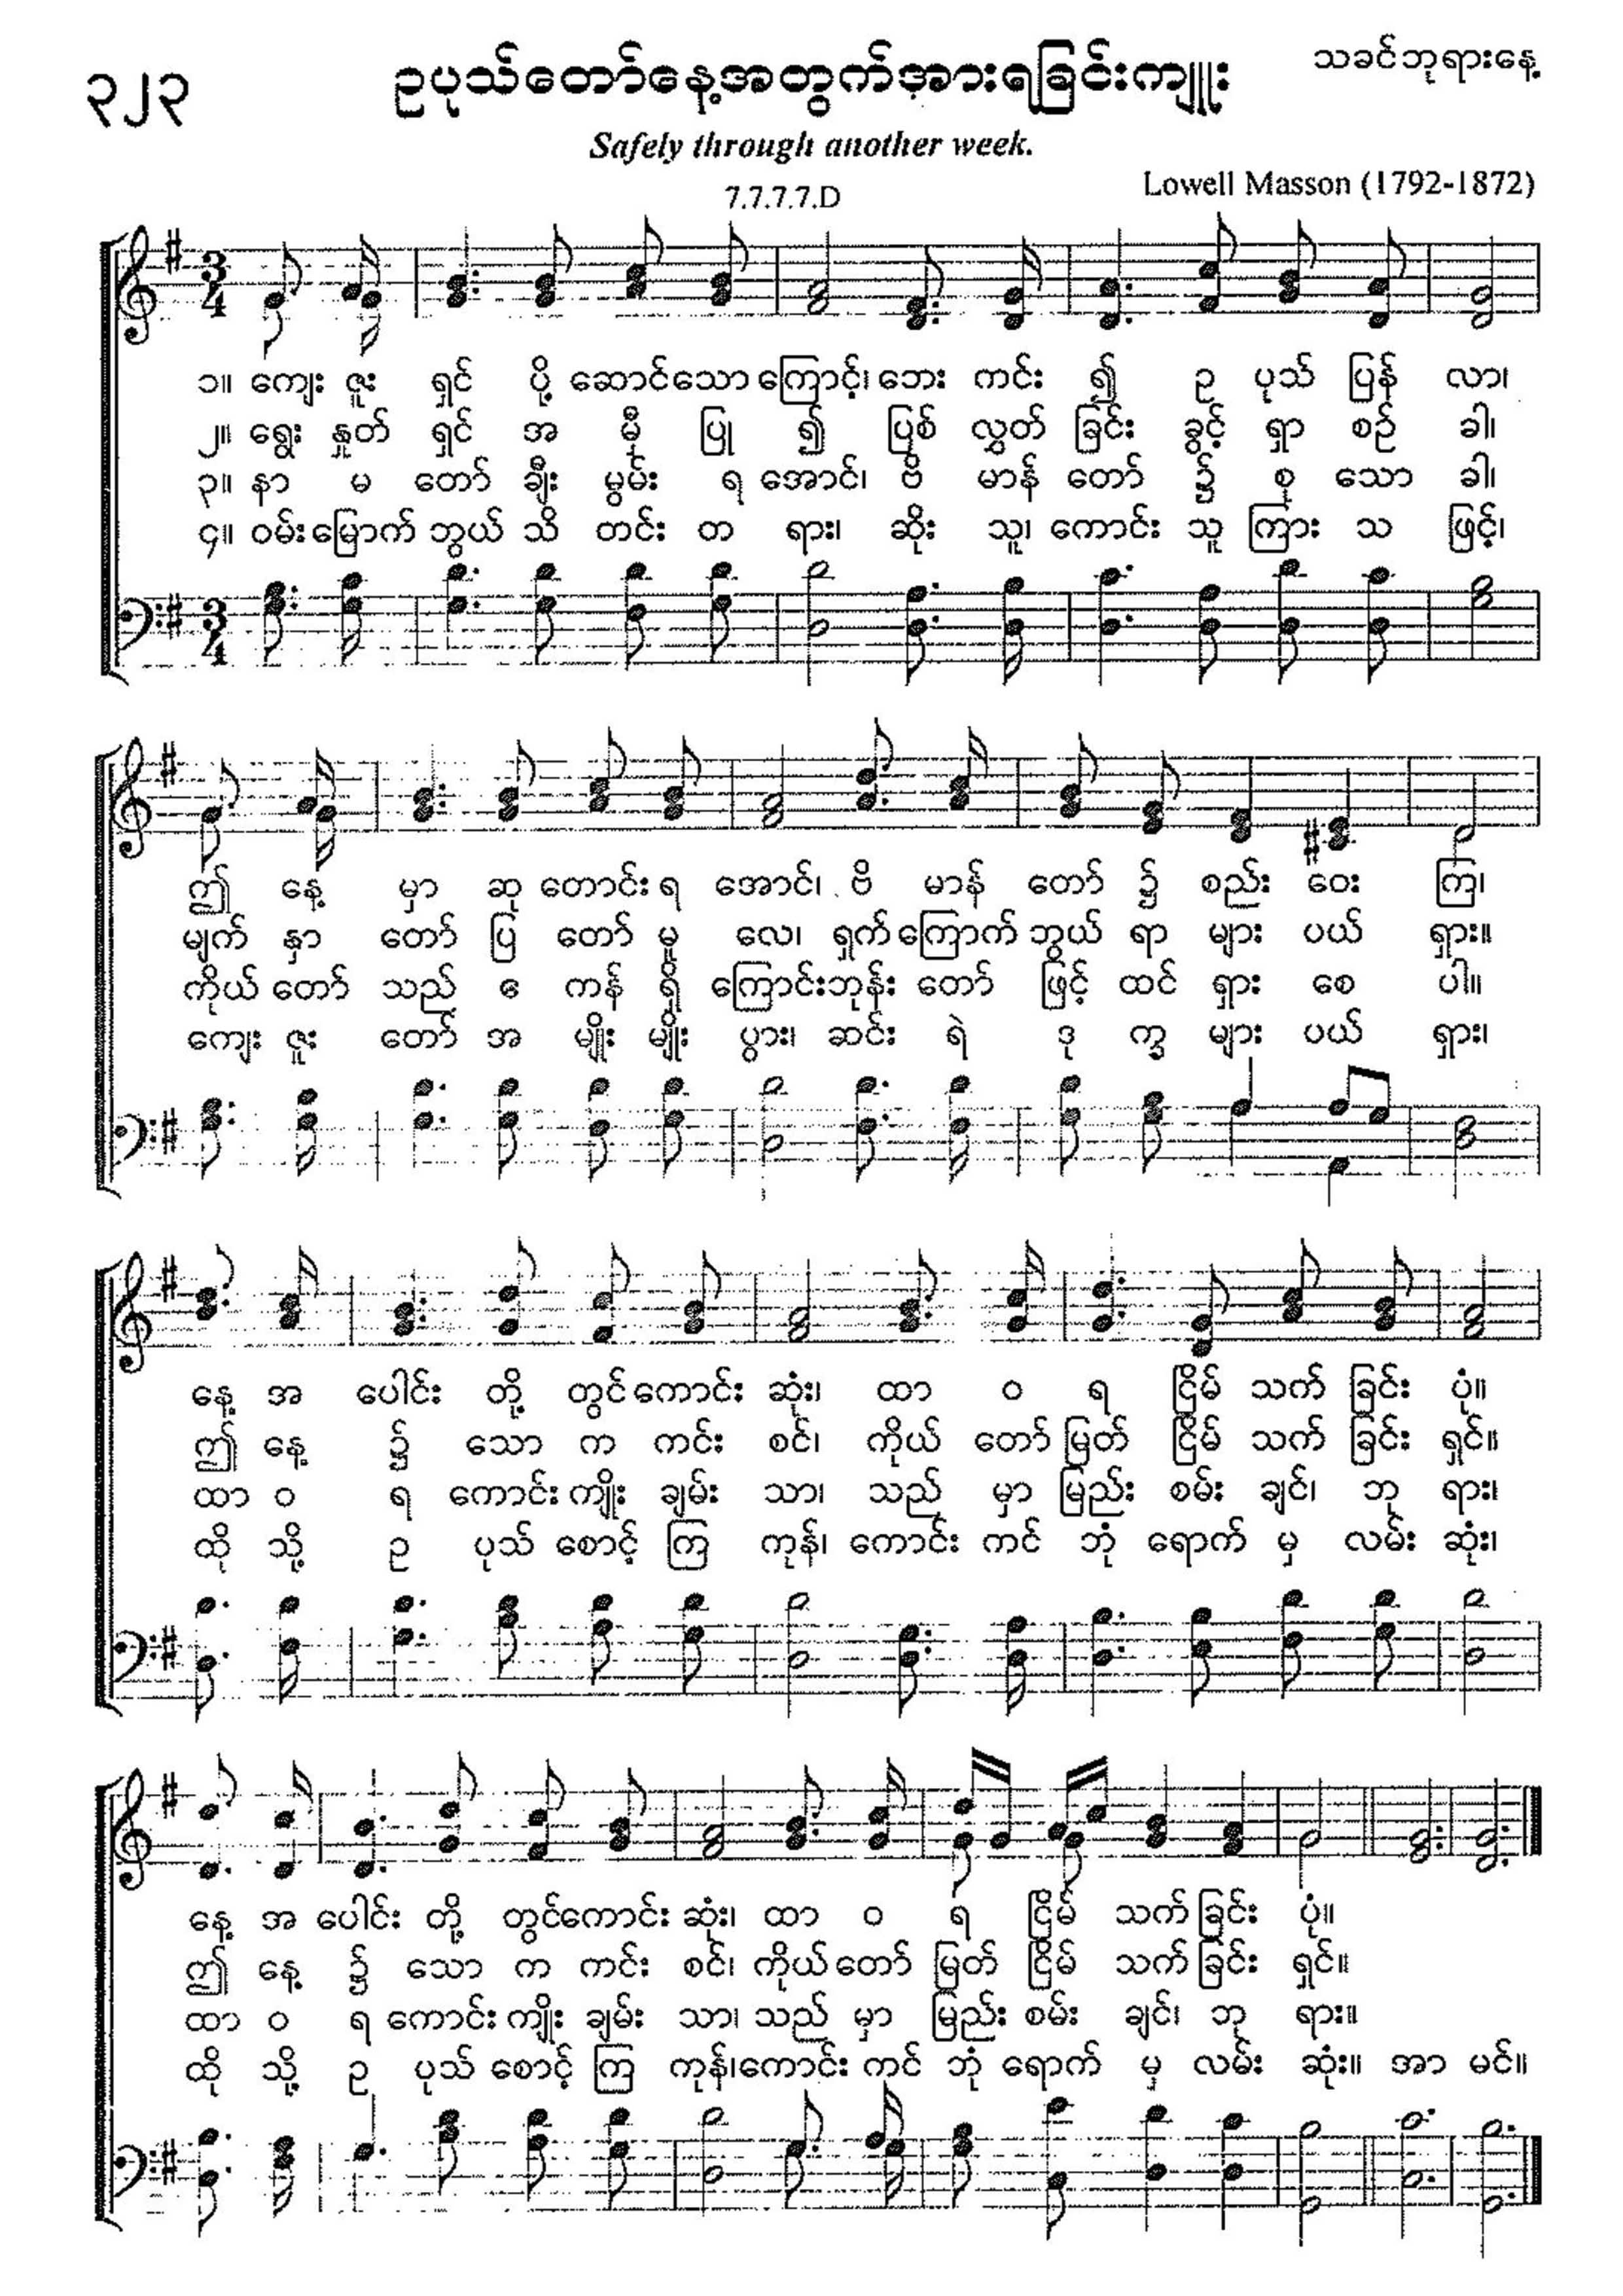 ၃၂၃
ဥပုသ်တော်နေ့အတွက်အားရခြင်းကျူး
သခင်ဘုရားနေ့
Safely through another week.
7.7.7.7.D
Lowell Masson (1792-1872)
၁။ ကျေး ဇူး ရှင် ပို့ ဆောင်သော ကြောင့်၊ ဘေး ကင်း ၍ ဥ ပုသ် ပြန် လာ၊
၂။ ရွေး နှုတ် ရှင် အ မှီ ပြု ၍ ပြစ် လွှတ် ခြင်း ခွင့် ရှာ စဉ် ခါ၊
၃။ နာ မ တော် ချီး မွမ်း ရ အောင်၊ ဗိ မာန် တော် ၌ စု သော ခါ၊
၄။ ဝမ်း မြောက် ဘွယ် သိ တင်း တ ရား၊ ဆိုး သူ၊ ကောင်း သူ ကြား သ ဖြင့်၊
ဤ နေ့ မှာ ဆု တောင်း ရ အောင်၊ ဗိ မာန် တော် ၌ စည်း ဝေး ကြ၊
မျက် နှာ တော် ပြ တော် မူ လေ၊ ရှက် ကြောက် ဘွယ် ရာ များ ပယ် ရှား။
ကိုယ် တော် သည် ဧ ကန် ရှိ ကြောင်း ဘုန်း တော် ဖြင့် ထင် ရှား စေ ပါ။
ကျေး ဇူး တော် အ မျိုး မျိုး ပွား၊ ဆင်း ရဲ ဒု က္ခ များ ပယ် ရှား၊
နေ့ အ ပေါင်း တို့ တွင် ကောင်း ဆုံး၊ ထာ ဝ ရ ငြိမ် သက် ခြင်း ပုံ။
ဤ နေ့ ၌ သော က ကင်း စင်၊ ကိုယ် တော် မြတ် ငြိမ် သက် ခြင်း ရှင်။
ထာ ဝ ရ ကောင်း ကျိုး ချမ်း သာ၊ သည် မှာ မြည်း စမ်း ချင်၊ ဘု ရား၊
ထို သို့ ဥ ပုသ် စောင့် ကြ ကုန်၊ ကောင်း ကင် ဘုံ ရောက် မှ လမ်း ဆုံး၊
နေ့ အ ပေါင်း တို့ တွင်ကောင်း ဆုံး၊ ထာ ဝ ရ ငြိမ် သက် ခြင်း ပုံ။
ဤ နေ့ ၌ သော က ကင်း စင်၊ ကိုယ် တော် မြတ် ငြိမ် သက် ခြင်း ရှင်။
ထာ ဝ ရ ကောင်း ကျိုး ချမ်း သာ၊ သည် မှာ မြည်း စမ်း ချင်၊ ဘု ရား။
ထို သို့ ဥ ပုသ် စောင့် ကြ ကုန်၊ကောင်း ကင် ဘုံ ရောက် မှ လမ်း ဆုံး။ အာ မင်။